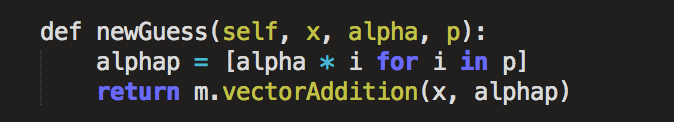 def newGuess(self, x, alpha, p):
    alphap = [alpha * i for i in p]
    return m.vectorAddition(x, alphap)